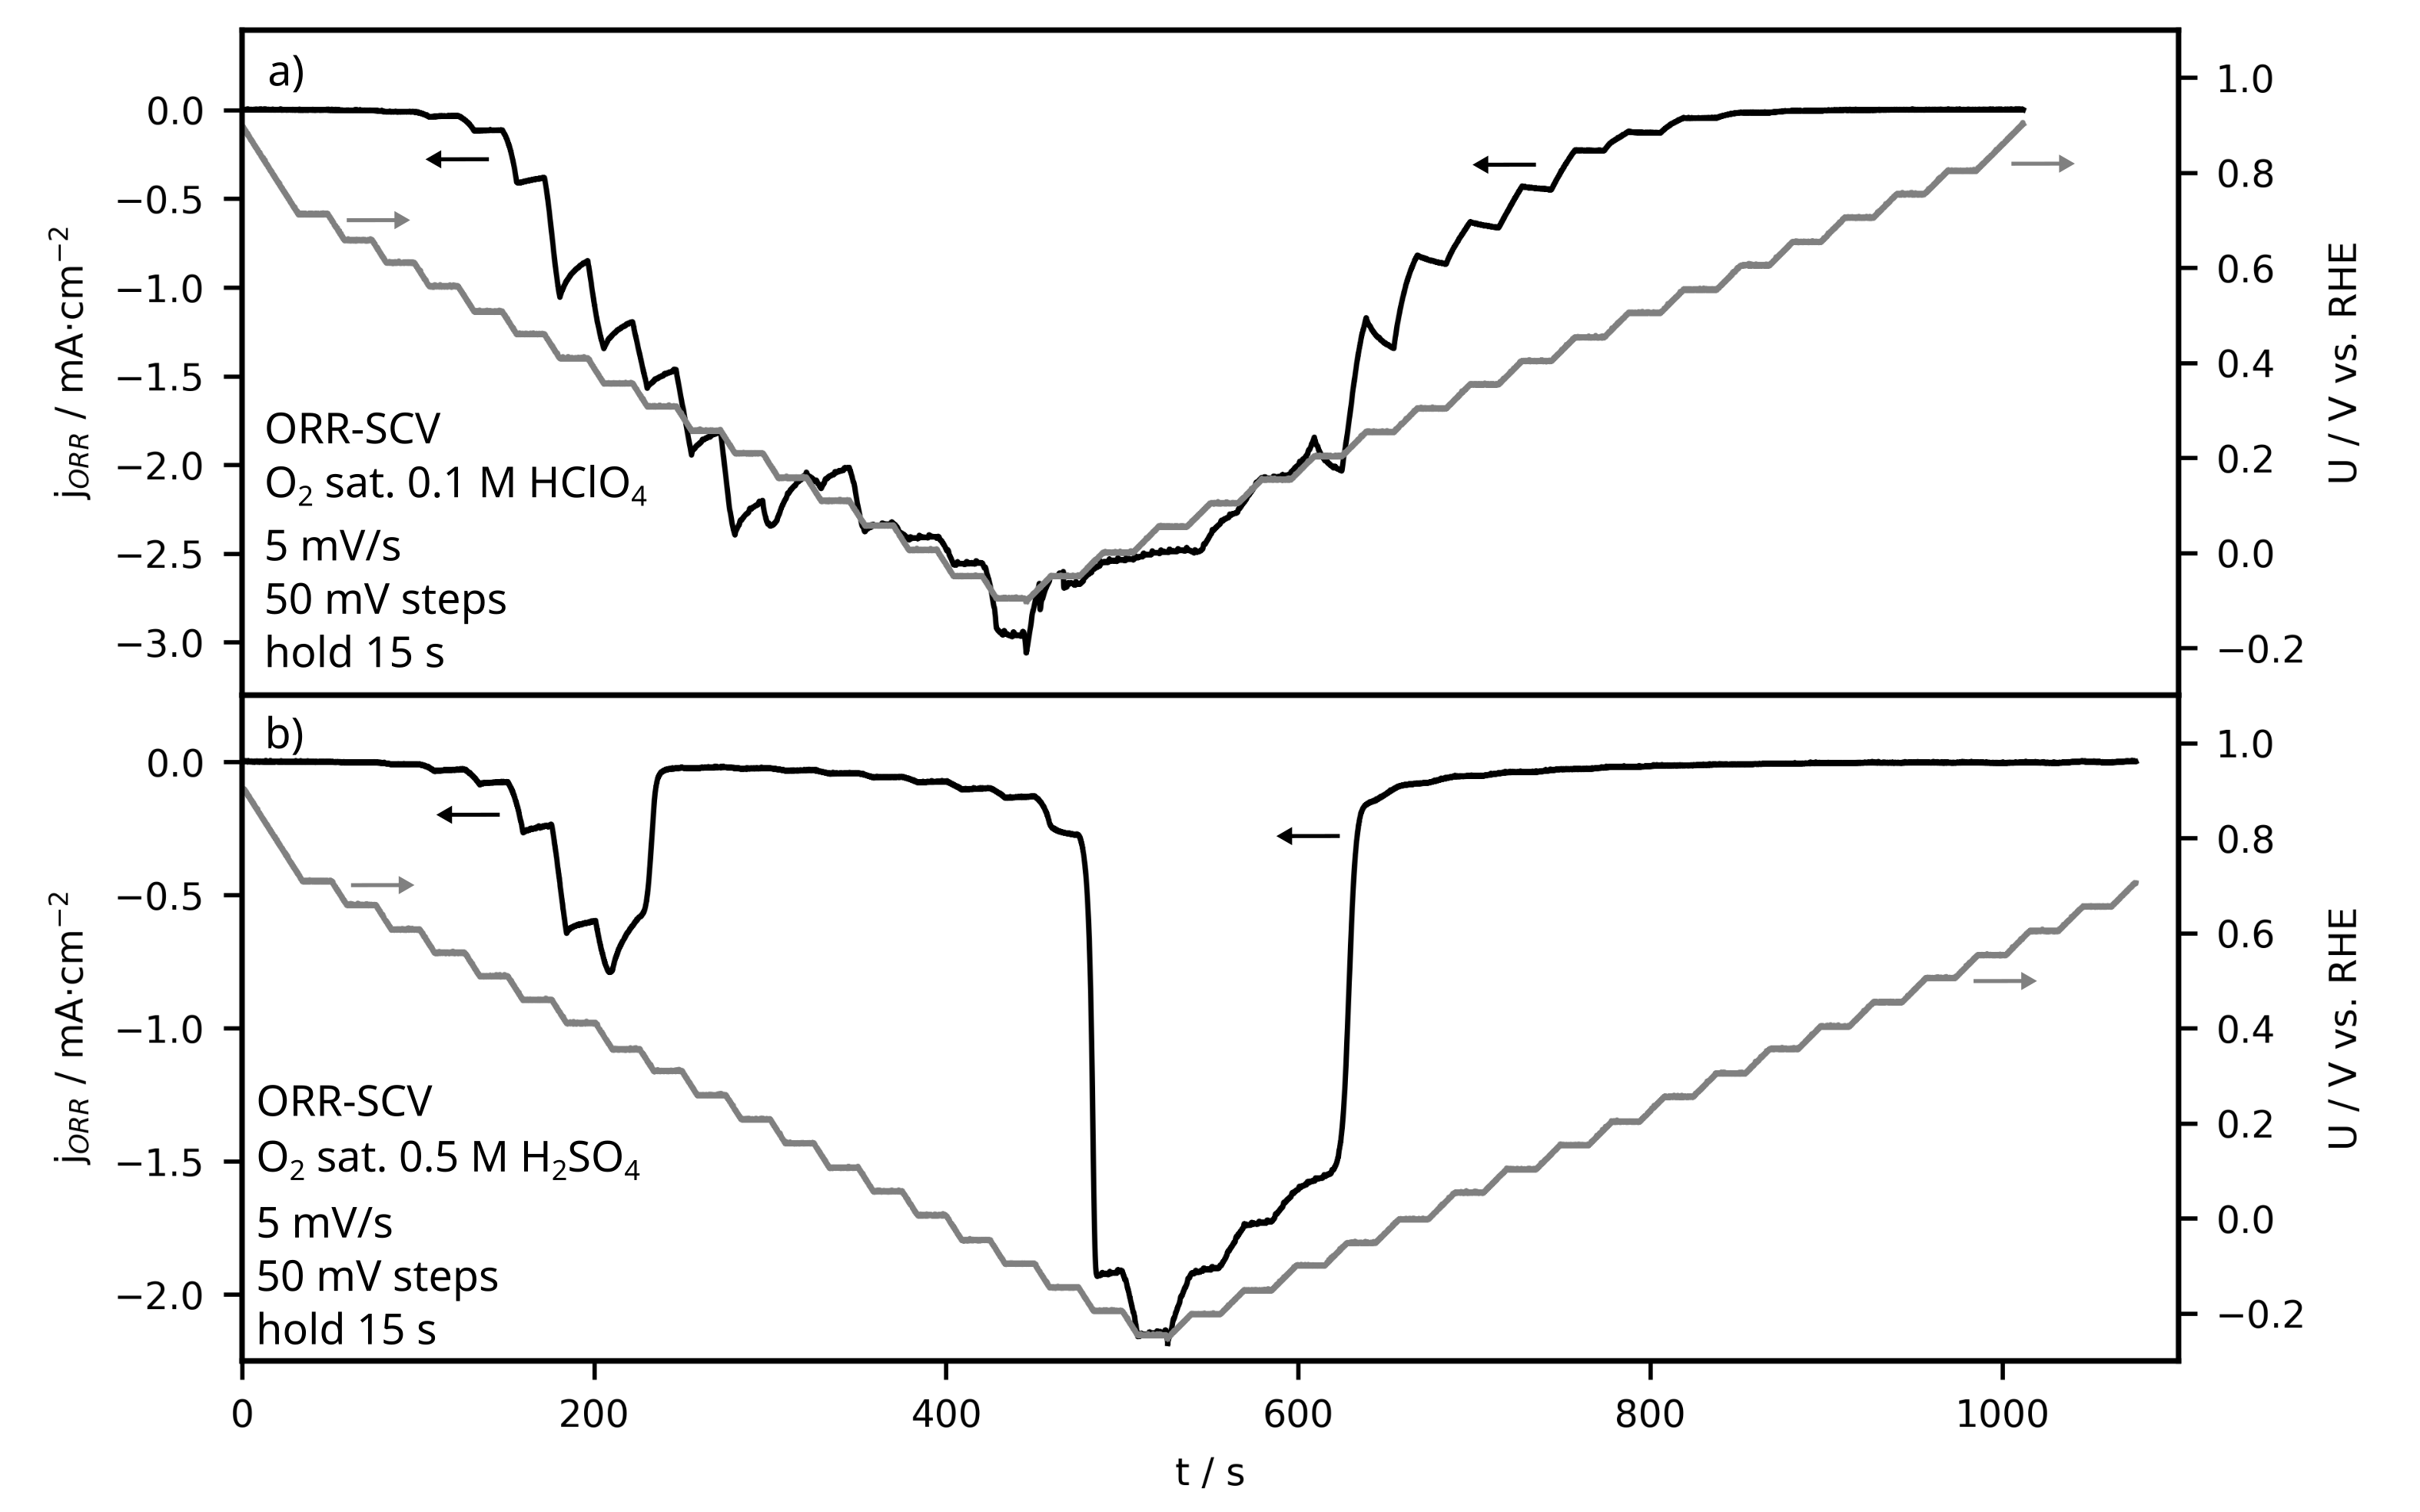 a)
0.0
−0.5
−1.0
−1.5
−2.0
−2.5
−3.0
j_ORR / mA·cm⁻²
ORR-SCV
O₂ sat. 0.1 M HClO₄
5 mV/s
50 mV steps
hold 15 s
1.0
0.8
0.6
0.4
0.2
0.0
−0.2
U / V vs. RHE
b)
0.0
−0.5
−1.0
−1.5
−2.0
j_ORR / mA·cm⁻²
ORR-SCV
O₂ sat. 0.5 M H₂SO₄
5 mV/s
50 mV steps
hold 15 s
1.0
0.8
0.6
0.4
0.2
0.0
−0.2
U / V vs. RHE
0 200 400 600 800 1000
t / s